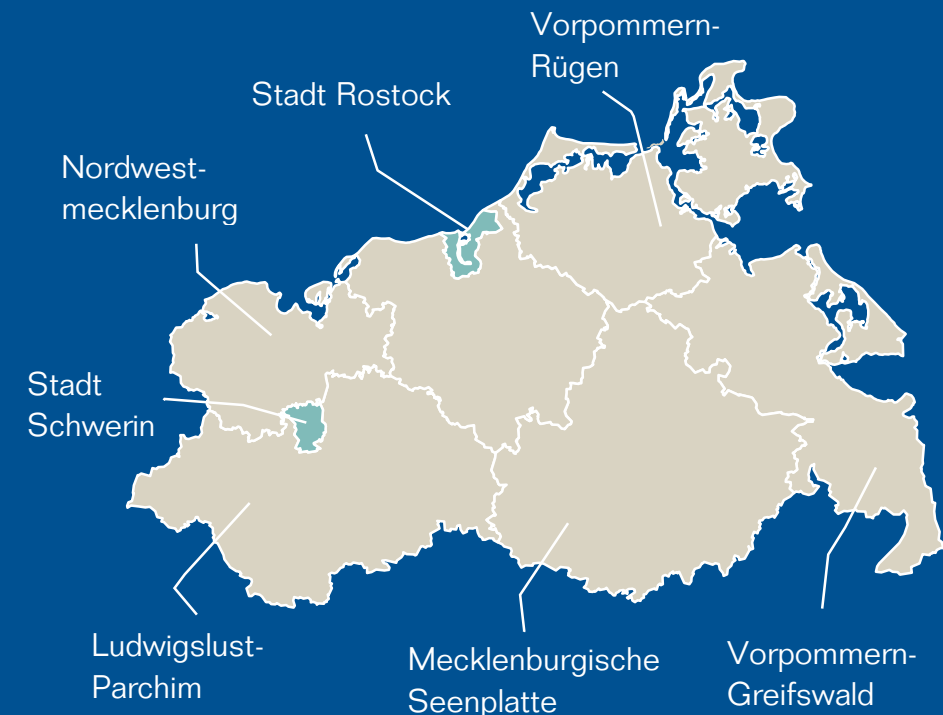 Vorpommern-
Rügen
Stadt Rostock
Nordwest-
mecklenburg
Stadt
Schwerin
Ludwigslust-
Parchim
Mecklenburgische
Seenplatte
Vorpommern-
Greifswald